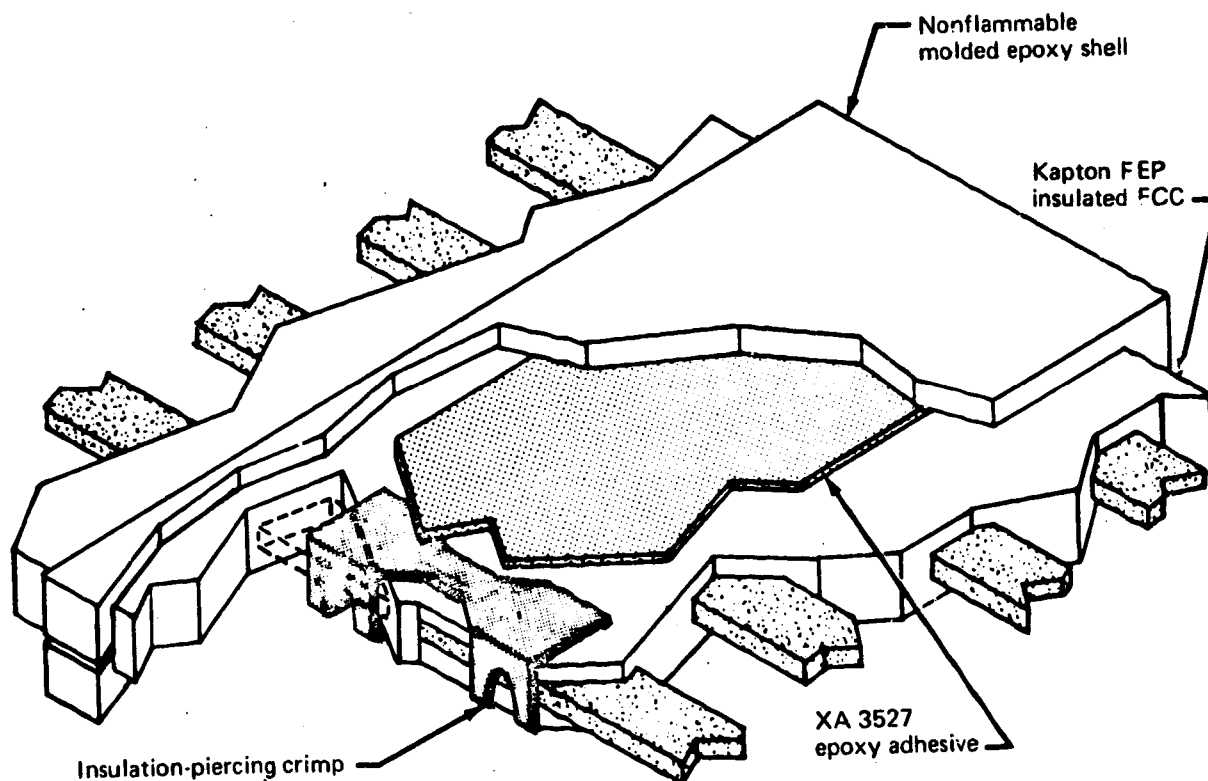 Nonflammable
molded epoxy shell
Kapton FEP
insulated FCC
XA 3527
epoxy adhesive
Insulation-piercing crimp